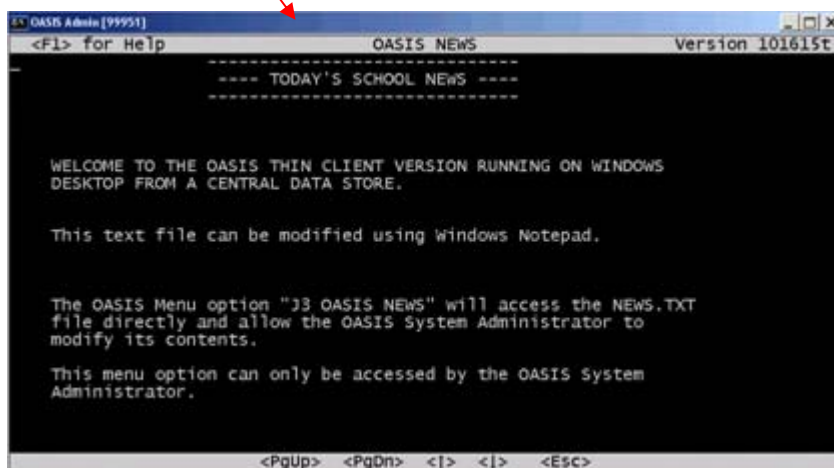 OASIS Admin [99951]
<F1> for Help OASIS NEWS Version 101615t
-------------------------------
---- TODAY'S SCHOOL NEWS ----
-------------------------------
WELCOME TO THE OASIS THIN CLIENT VERSION RUNNING ON WINDOWS
DESKTOP FROM A CENTRAL DATA STORE.
This text file can be modified using Windows Notepad.
The OASIS Menu option "J3 OASIS NEWS" will access the NEWS.TXT
file directly and allow the OASIS System Administrator to
modify its contents.
This menu option can only be accessed by the OASIS System
Administrator.
<PgUp> <PgDn> <↑> <↓> <Esc>